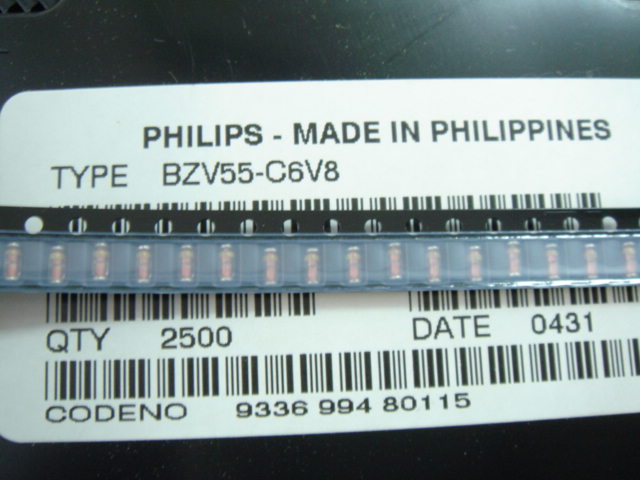 PHILIPS - MADE IN PHILIPPINES
TYPE BZV55-C6V8
QTY 2500 DATE 0431
CODENO 9336 994 80115